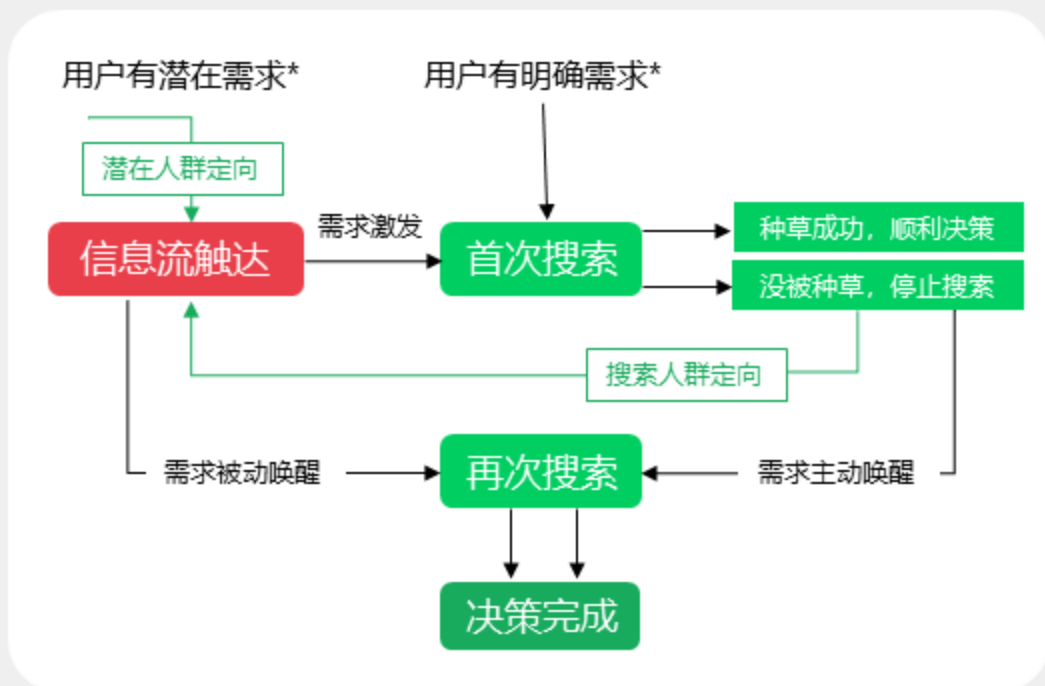 用户有潜在需求*
用户有明确需求*
潜在人群定向
信息流触达
需求激发
首次搜索
种草成功，顺利决策
没被种草，停止搜索
搜索人群定向
需求被动唤醒
再次搜索
需求主动唤醒
决策完成